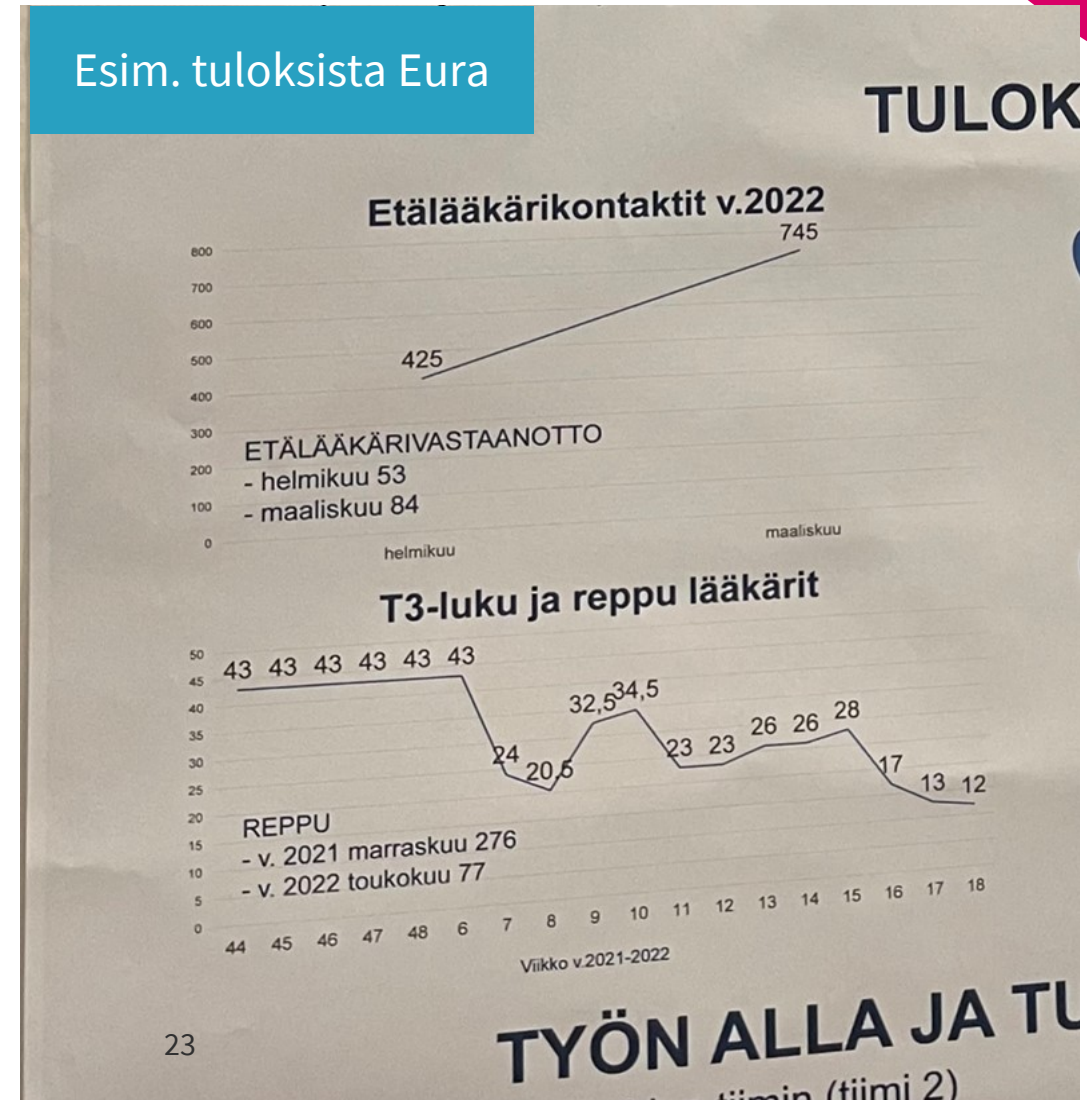 Esim. tuloksista Eura
TULOK
Etälääkärikontaktit v.2022
800
700
600
500
400
300
200
100
0
425
745
ETÄLÄÄKÄRIVASTAANOTTO
- helmikuu 53
- maaliskuu 84
helmikuu
maaliskuu
T3-luku ja reppu lääkärit
50
45
40
35
30
25
20
15
10
5
0
43 43 43 43 43 43 24 20,5 32,5 34,5 23 23 26 26 28 17 13 12
REPPU
- v. 2021 marraskuu 276
- v. 2022 toukokuu 77
44 45 46 47 48 6 7 8 9 10 11 12 13 14 15 16 17 18
Viikko v.2021-2022
TYÖN ALLA JA TU
(tiimi 2)
23